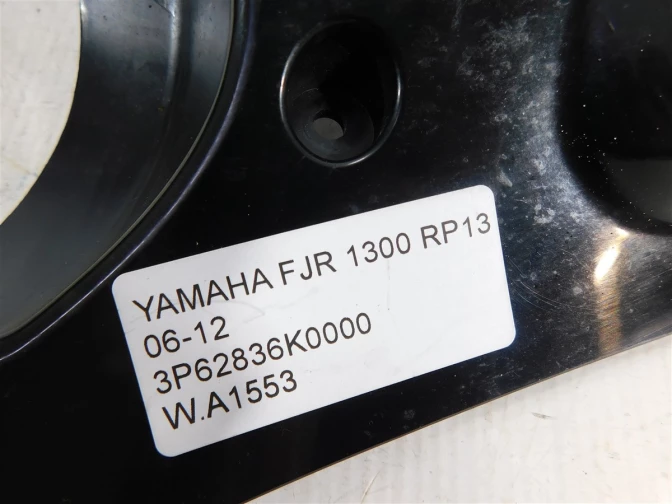 YAMAHA FJR 1300 RP13
06-12
3P62836K0000
W.A1553